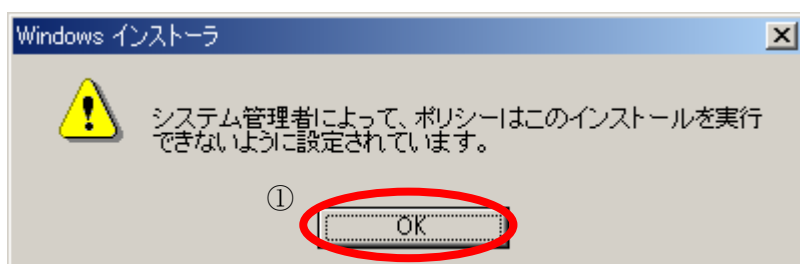 Windows インストーラ
システム管理者によって、ポリシーはこのインストールを実行
できないように設定されています。
①
OK